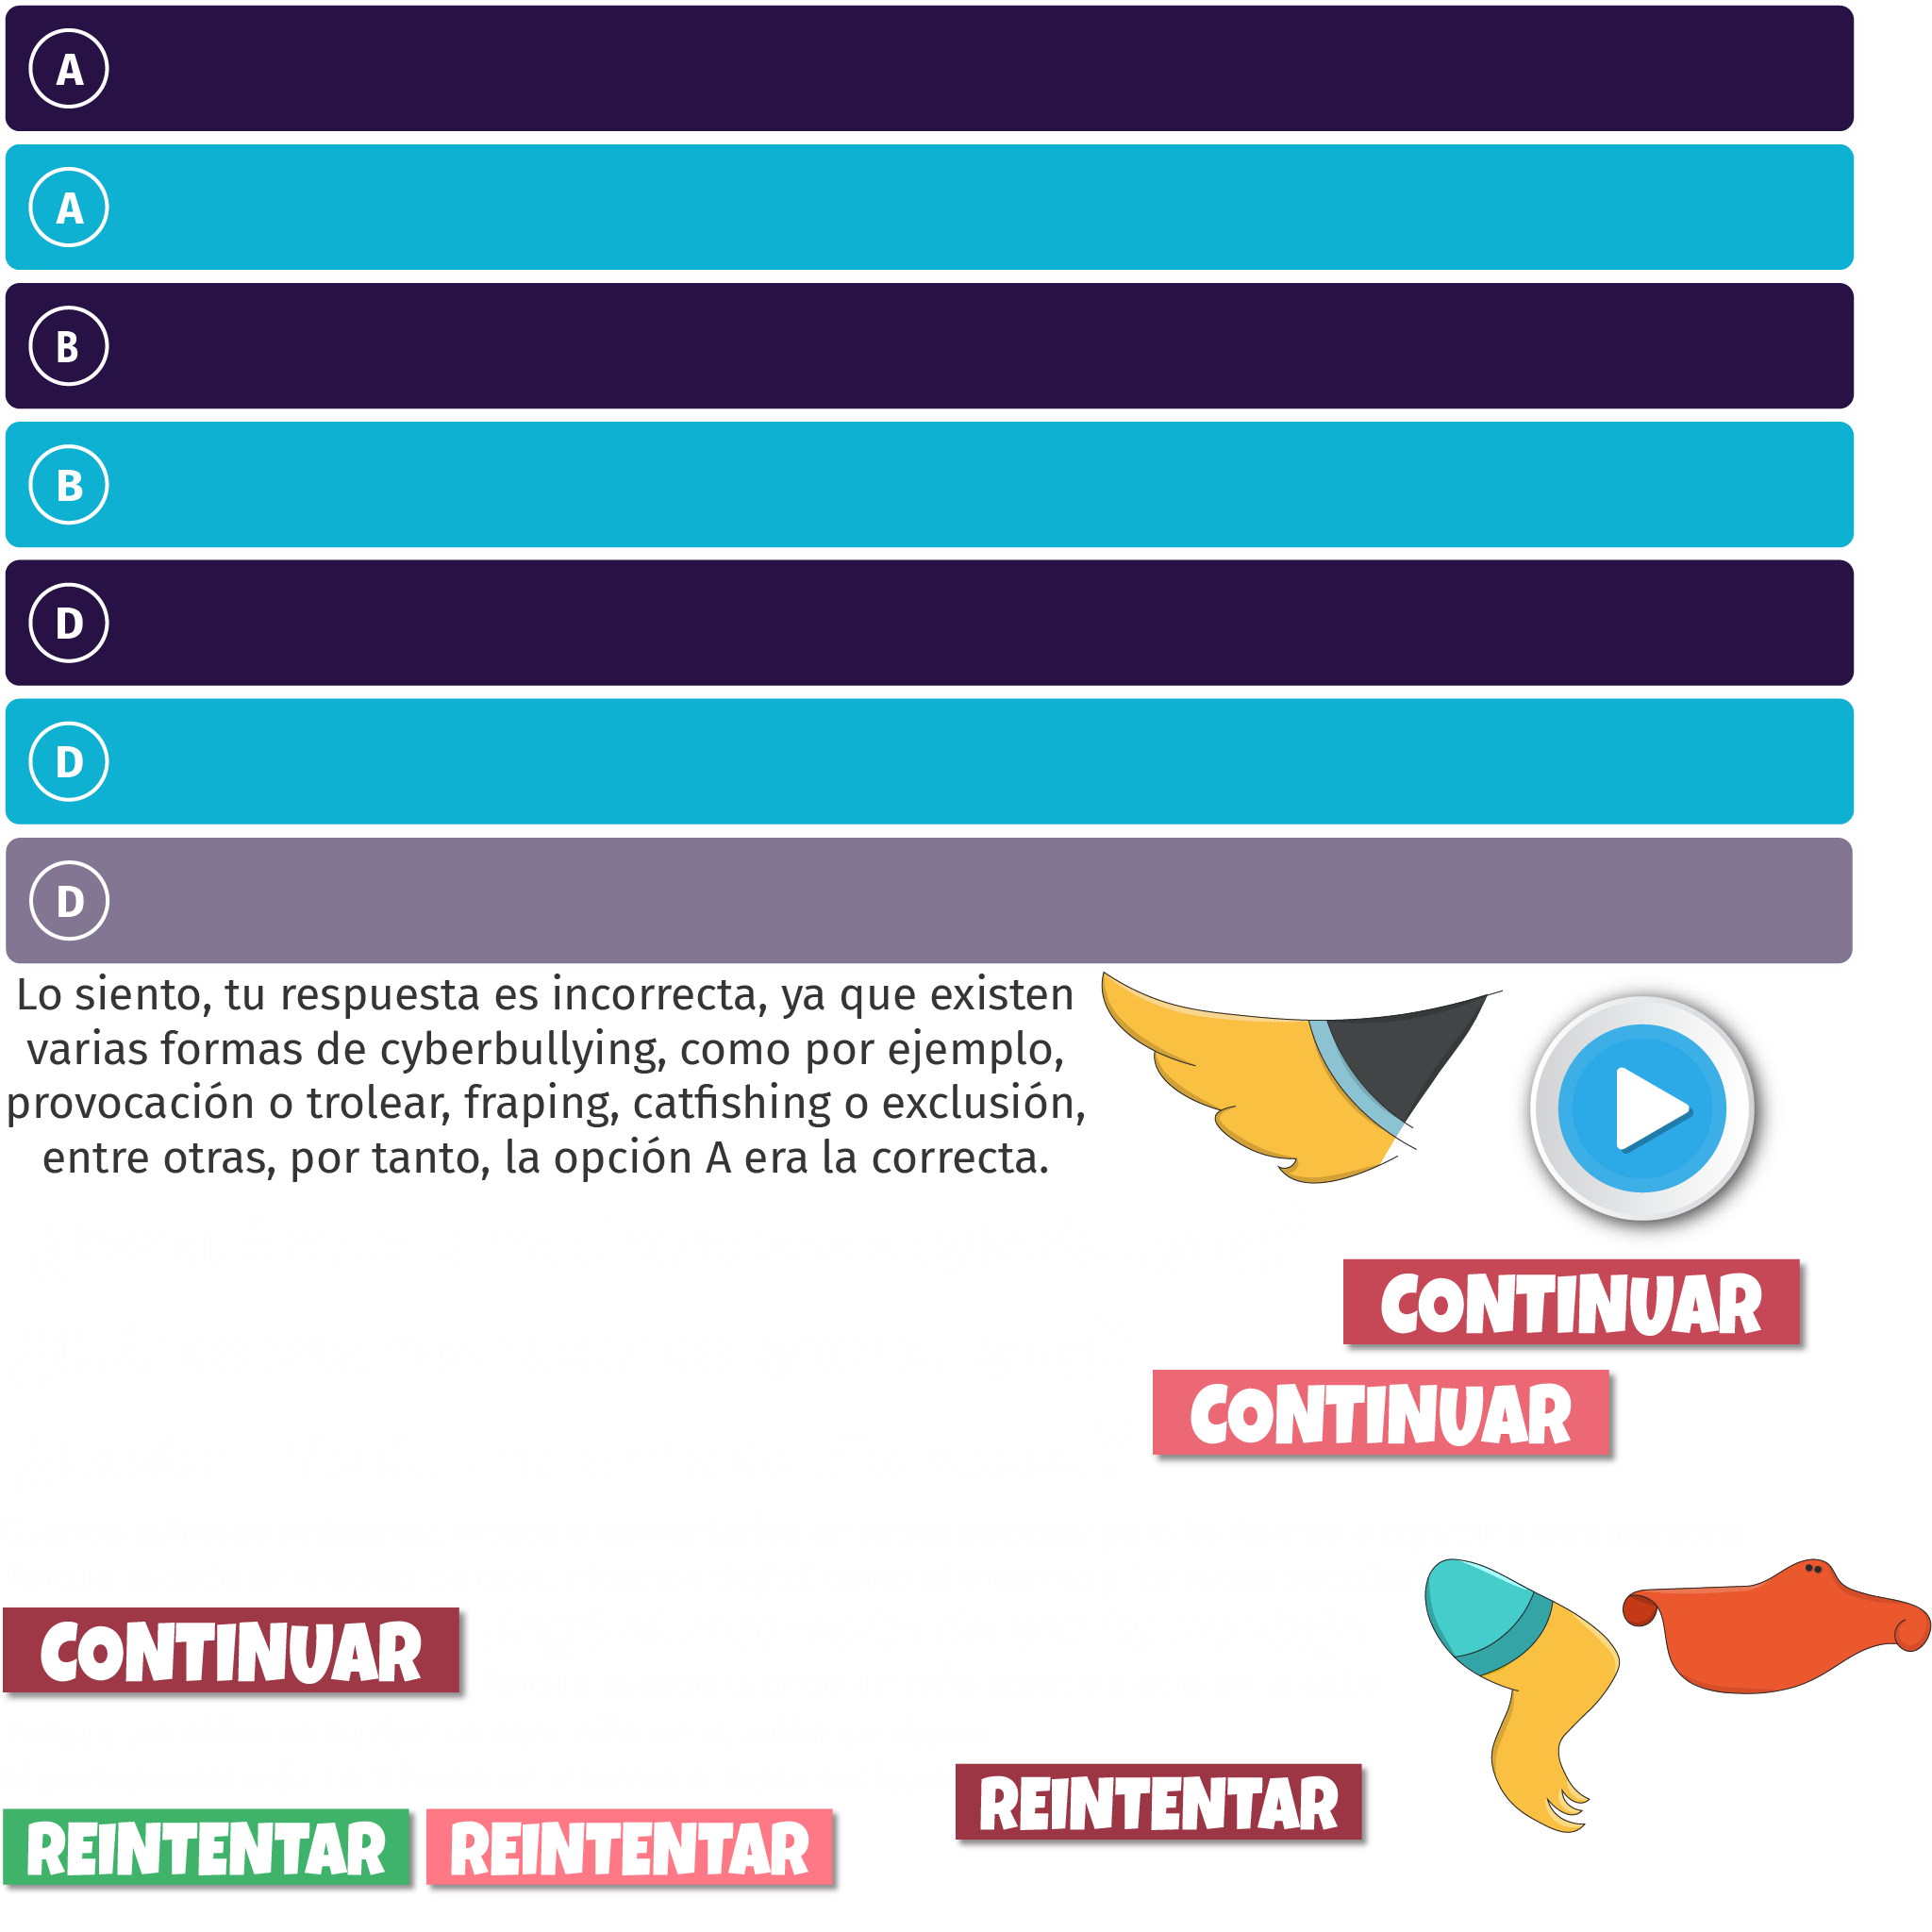 A
A
B
B
D
D
D
Lo siento, tu respuesta es incorrecta, ya que existen
varias formas de cyberbullying, como por ejemplo,
provocación o trolear, fraping, catfishing o exclusión,
entre otras, por tanto, la opción A era la correcta.
CONTINUAR
CONTINUAR
CONTINUAR
REINTENTAR
REINTENTAR
REINTENTAR